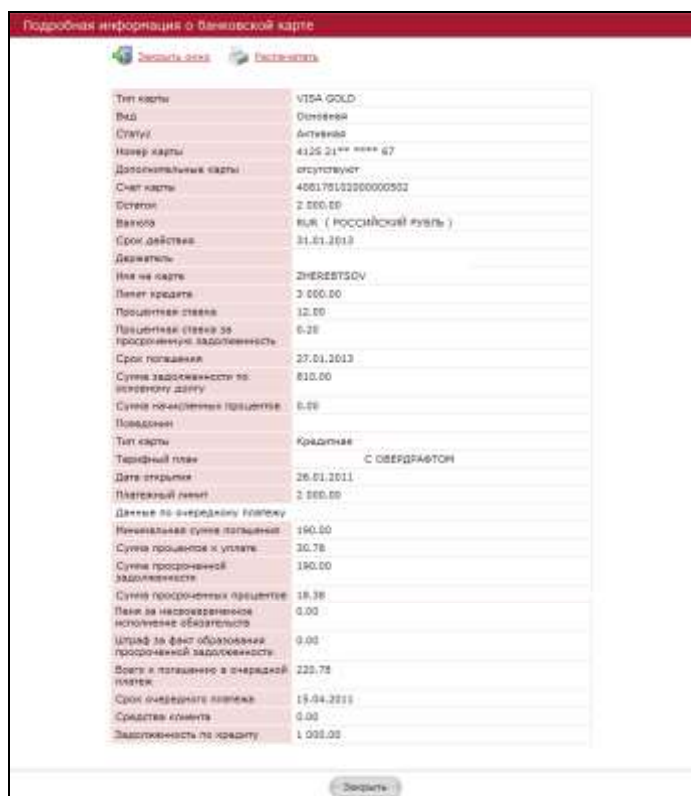 Подробная информация о банковской карте
Закрыть окно Распечатать
Тип карты VISA GOLD
Вид Основная
Статус Активная
Номер карты 4125 21** **** 67
Дополнительные карты отсутствуют
Счет карты
Остаток 2 000.00
Валюта RUR ( РОССИЙСКИЙ РУБЛЬ )
Срок действия 31.01.2013
Держатель
Имя на карте ZHEREBTSOV
Лимит кредита 3 000.00
Процентная ставка 12.00
Процентная ставка за 0.20
просроченную задолженность
Срок погашения 27.01.2013
Сумма задолженности по 810.00
основному долгу
Сумма начисленных процентов 0.00
Поведение
Тип карты Кредитная
Тарифный план С ОВЕРДРАФТОМ
Дата открытия 26.01.2011
Платежный лимит 2 000.00
Данные по очередному платежу
Минимальная сумма погашения 190.00
Сумма процентов к уплате 30.78
Сумма просроченной 190.00
задолженности
Сумма просроченных процентов 18.38
Пени за несвоевременное 0.00
исполнение обязательств
Штраф за факт образования 0.00
просроченной задолженности
Всего к погашению в очередной 220.78
платеж
Срок очередного платежа 15.04.2011
Средства клиента 0.00
Задолженность по кредиту 1 000.00
Закрыть